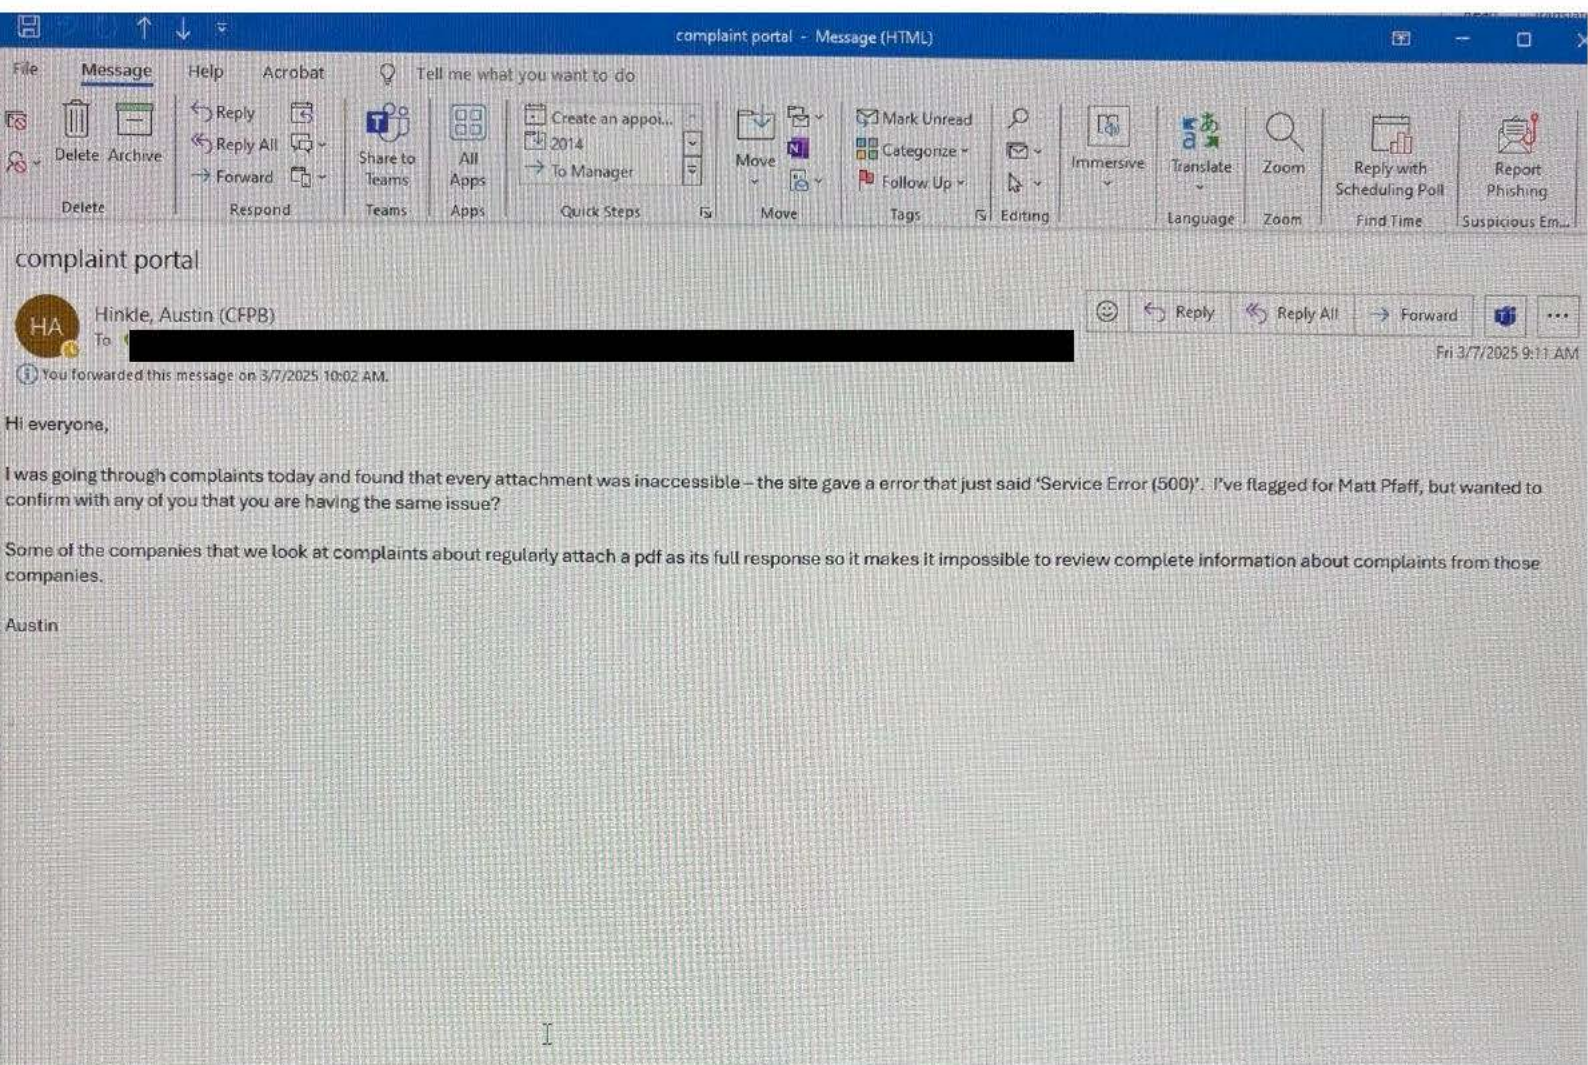 complaint portal - Message (HTML)
File Message Help Acrobat Tell me what you want to do
Delete Archive
Reply
Reply All
Forward
Share to
Teams
All
Apps
Create an appoi...
2014
To Manager
Move
Mark Unread
Categorize
Follow Up
Immersive
Translate
Zoom
Reply with
Scheduling Poll
Report
Phishing
Delete Respond Teams Apps Quick Steps Move Tags Editing Language Zoom Find Time Suspicious Em...
complaint portal
HA
Hinkle, Austin (CFPB)
To
Reply Reply All Forward
Fri 3/7/2025 9:11 AM
You forwarded this message on 3/7/2025 10:02 AM.
Hi everyone,
I was going through complaints today and found that every attachment was inaccessible – the site gave a error that just said ‘Service Error (500)’. I’ve flagged for Matt Pfaff, but wanted to
confirm with any of you that you are having the same issue?
Some of the companies that we look at complaints about regularly attach a pdf as its full response so it makes it impossible to review complete information about complaints from those
companies.
Austin